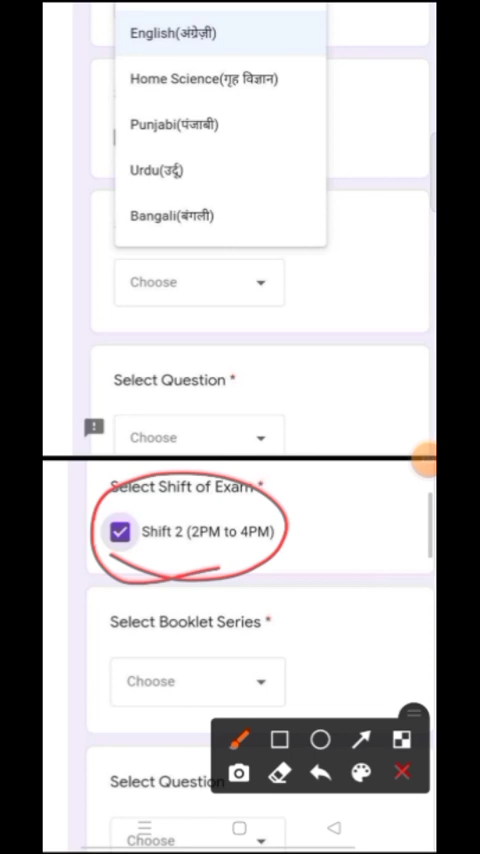 English(अंग्रेज़ी)
Home Science(गृह विज्ञान)
Punjabi(पंजाबी)
Urdu(उर्दू)
Bangali(बंगली)
Choose
Select Question *
Choose
Select Shift of Exam *
Shift 2 (2PM to 4PM)
Select Booklet Series *
Choose
Select Question
Choose